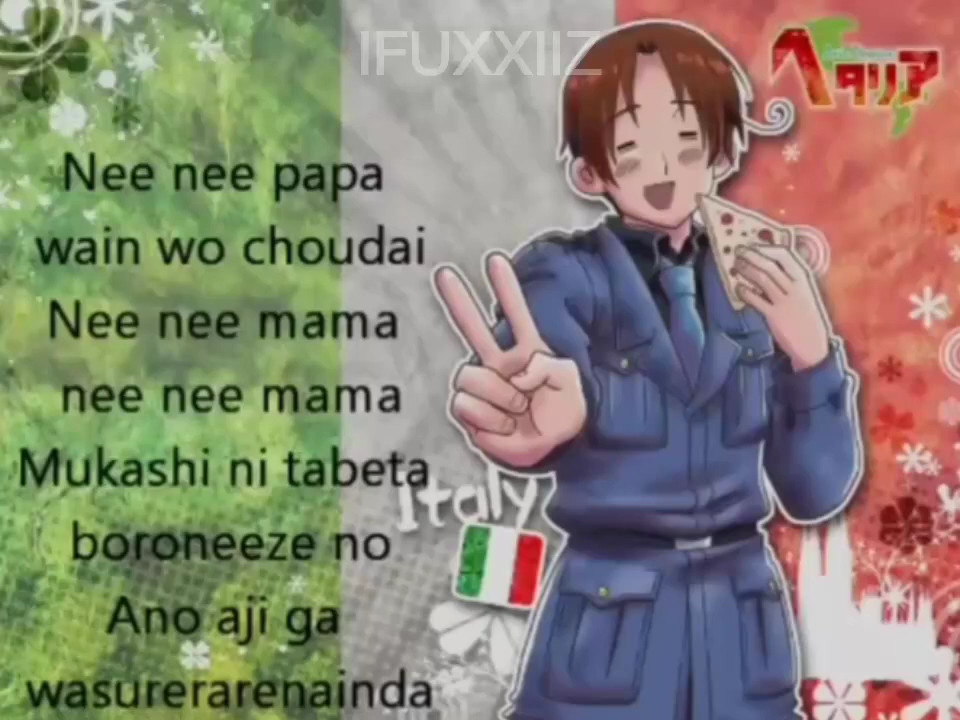 IFUXXIIZ
ヘタリア
Nee nee papa
wain wo choudai
Nee nee mama
nee nee mama
Mukashi ni tabeta
boroneeze no
Ano aji ga
wasurerarenainda
Italy